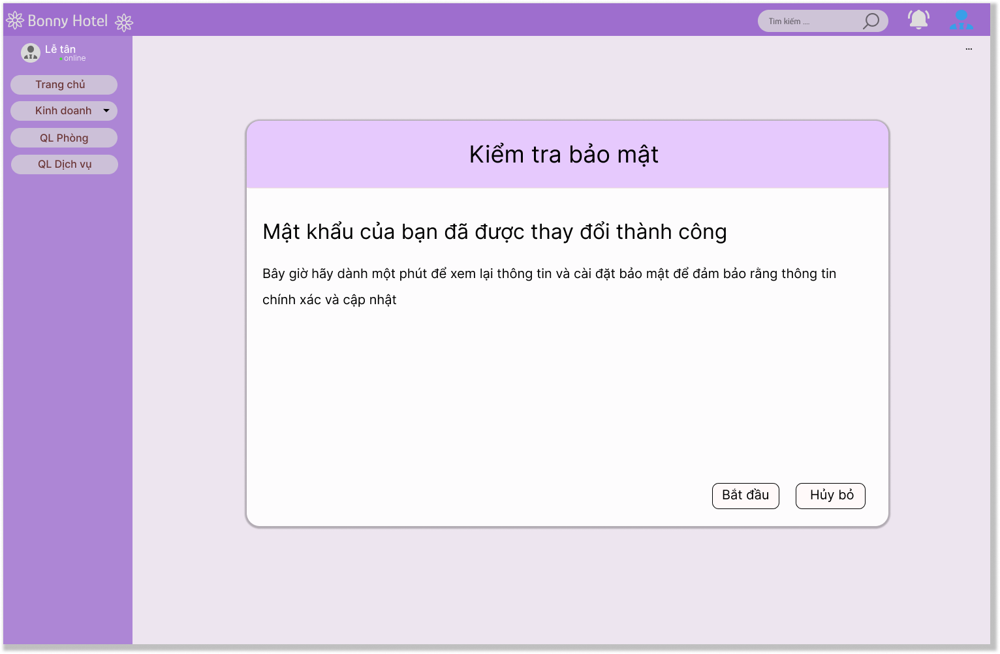 Bonny Hotel
Tìm kiếm ....
Lễ tân
online
...
Trang chủ
Kinh doanh
QL Phòng
QL Dịch vụ
Kiểm tra bảo mật
Mật khẩu của bạn đã được thay đổi thành công
Bây giờ hãy dành một phút để xem lại thông tin và cài đặt bảo mật để đảm bảo rằng thông tin
chính xác và cập nhật
Bắt đầu
Hủy bỏ